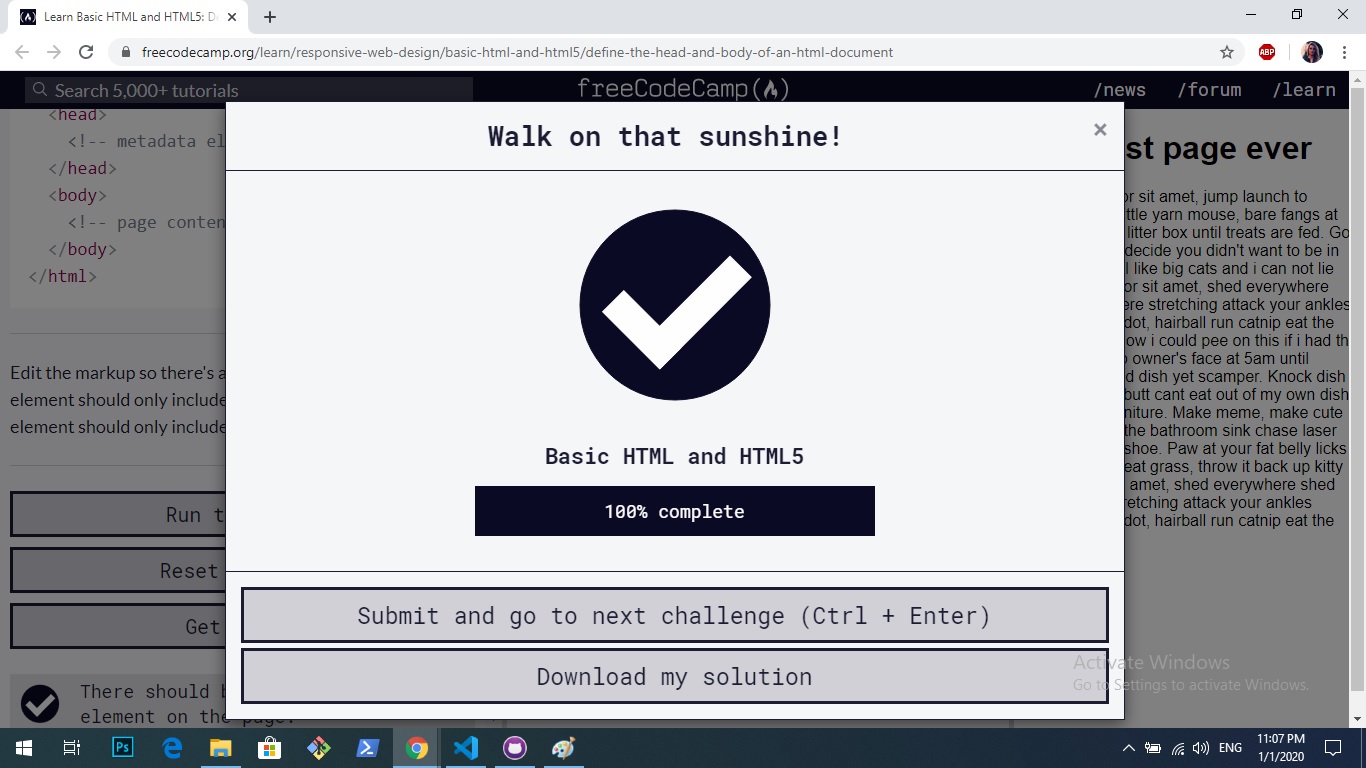 Learn Basic HTML and HTML5: D
freecodecamp.org/learn/responsive-web-design/basic-html-and-html5/define-the-head-and-body-of-an-html-document
ABP
Search 5,000+ tutorials
freeCodeCamp
/news
/forum
/learn
<head>
<!-- metadata el
</head>
<body>
<!-- page conten
</body>
</html>
Edit the markup so there's a
element should only include
element should only include
Run t
Reset
Get
There should b
element on the page.
Walk on that sunshine!
×
Basic HTML and HTML5
100% complete
Submit and go to next challenge (Ctrl + Enter)
Download my solution
st page ever
or sit amet, jump launch to
ttle yarn mouse, bare fangs at
litter box until treats are fed. Go
decide you didn't want to be in
I like big cats and i can not lie
or sit amet, shed everywhere
ere stretching attack your ankles
dot, hairball run catnip eat the
ow i could pee on this if i had th
owner's face at 5am until
d dish yet scamper. Knock dish
butt cant eat out of my own dish
niture. Make meme, make cute
the bathroom sink chase laser
shoe. Paw at your fat belly licks
eat grass, throw it back up kitty
amet, shed everywhere shed
retching attack your ankles
dot, hairball run catnip eat the
Activate Windows
Go to Settings to activate Windows.
Ps
ENG
11:07 PM
1/1/2020